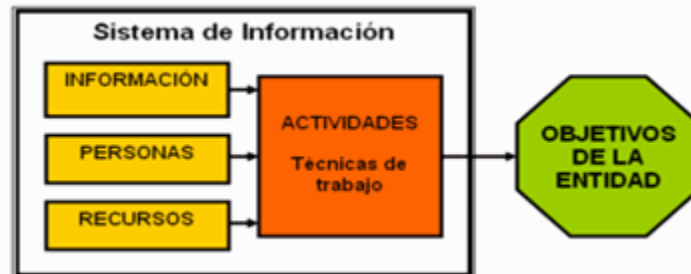 Sistema de Información
INFORMACIÓN
PERSONAS
RECURSOS
ACTIVIDADES
Técnicas de
trabajo
OBJETIVOS
DE LA
ENTIDAD